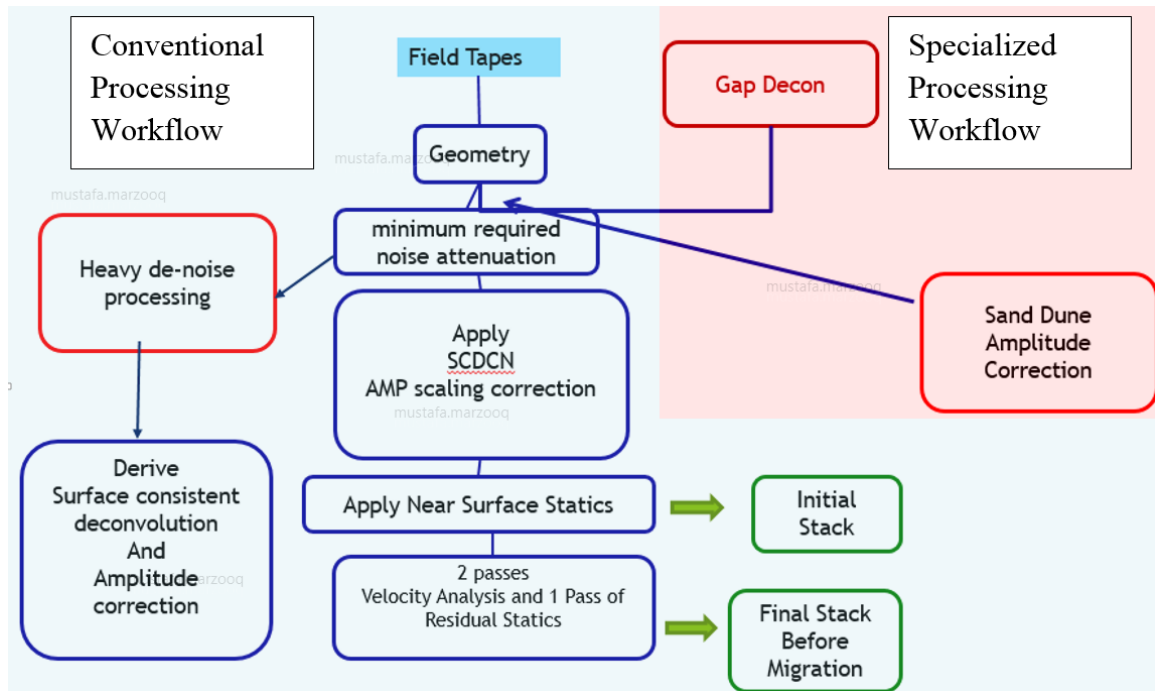 Conventional
Processing
Workflow
Field Tapes
Gap Decon
Specialized
Processing
Workflow
Geometry
mustafa.marzooq
mustafa.marzooq
minimum required
noise attenuation
Heavy de-noise
processing
mustafa.marzooq
Sand Dune
Amplitude
Correction
Apply
SCDCN
AMP scaling correction
mustafa.marzooq
Derive
Surface consistent
deconvolution
And
Amplitude
correction
Apply Near Surface Statics
Initial
Stack
2 passes
Velocity Analysis and 1 Pass of
Residual Statics
Final Stack
Before
Migration